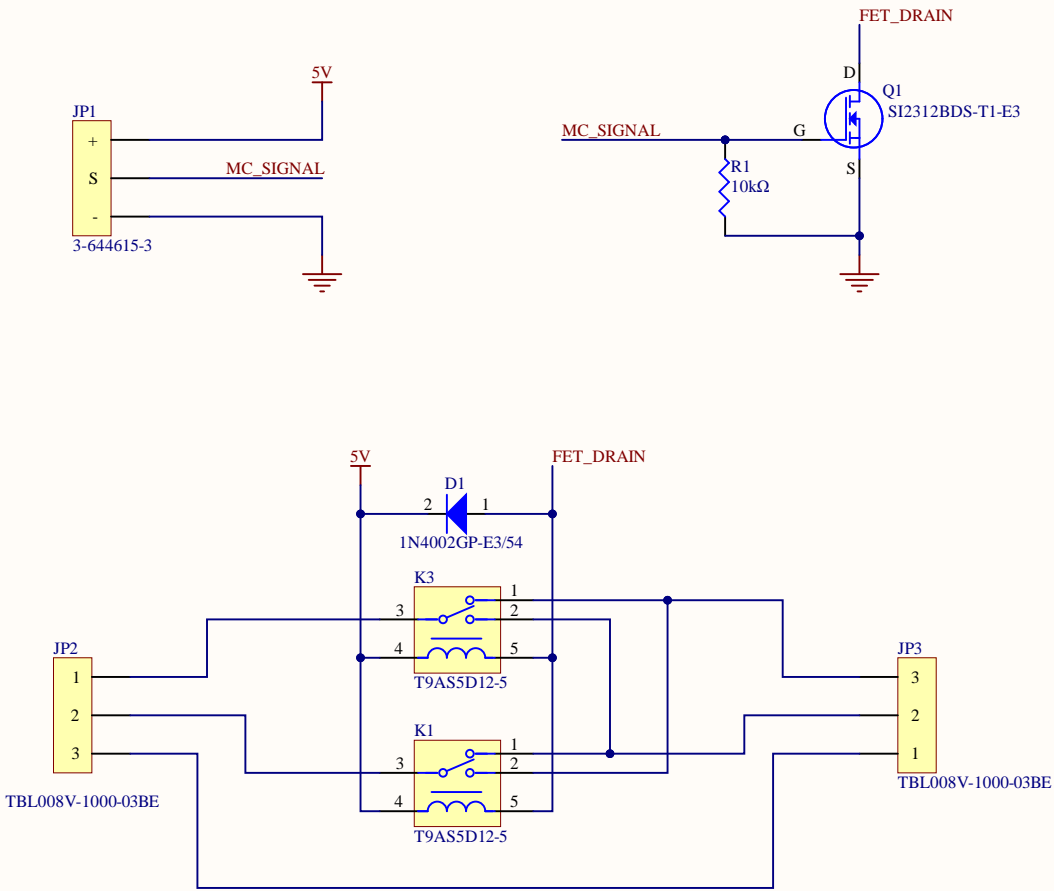 FET_DRAIN
D
Q1
SI2312BDS-T1-E3
5V
JP1
+
MC_SIGNAL
G
S
MC_SIGNAL
S
R1
10kΩ
-
3-644615-3
5V
FET_DRAIN
D1
2
1
1N4002GP-E3/54
K3
1
3
2
4
5
T9AS5D12-5
JP2
1
2
3
TBL008V-1000-03BE
K1
1
3
2
4
5
T9AS5D12-5
JP3
3
2
1
TBL008V-1000-03BE